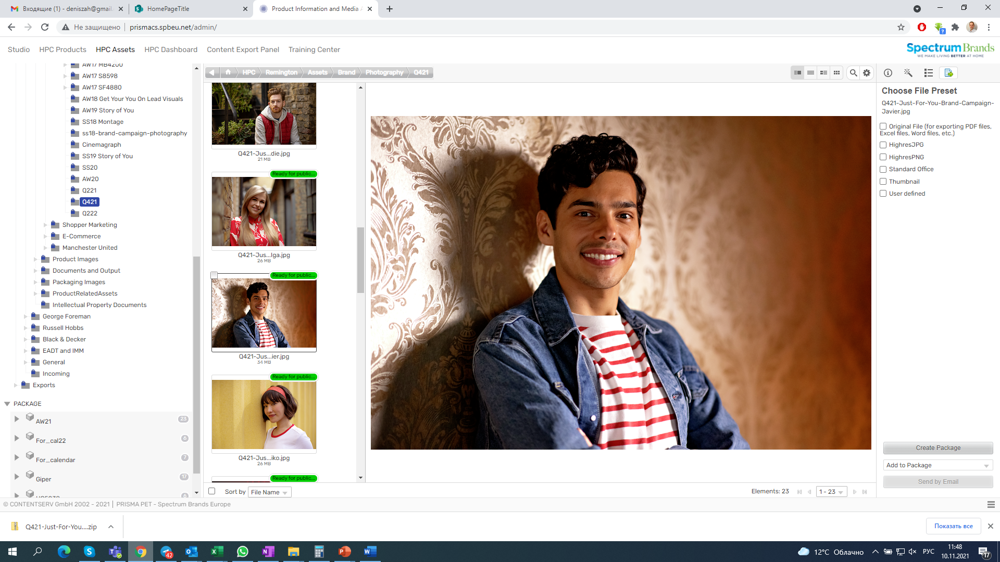 Входящие (1) - deniszah@gmail.
HomePageTitle
Product Information and Media A
Не защищено
prismacs.spbeu.net/admin/
Studio
HPC Products
HPC Assets
HPC Dashboard
Content Export Panel
Training Center
Spectrum Brands
WE MAKE LIVING BETTER AT HOME
AW17 MB4200
AW17 S8598
AW17 SF4880
AW18 Get Your You On Lead Visuals
AW19 Story of You
SS18 Montage
ss18-brand-campaign-photography
Cinemagraph
SS19 Story of You
SS20
AW20
Q221
Q421
Q222
Shopper Marketing
E-Commerce
Manchester United
Product Images
Documents and Output
Packaging Images
ProductRelatedAssets
Intellectual Property Documents
George Foreman
Russell Hobbs
Black & Decker
EADT and IMM
General
Incoming
Exports
PACKAGE
AW21
23
For_cal22
6
For_calendar
7
Giper
17
HPC
Remington
Assets
Brand
Photography
Q421
Q421-Jus...die.jpg
21 MB
Ready for public...
Q421-Jus...lga.jpg
26 MB
Ready for public...
Q421-Jus...ier.jpg
34 MB
Ready for public...
Q421-Jus...iko.jpg
26 MB
Ready for public...
Sort by
File Name
Elements: 23
1 - 23
Choose File Preset
Q421-Just-For-You-Brand-Campaign-
Javier.jpg
Original File (for exporting PDF files,
Excel files, Word files, etc.)
HighresJPG
HighresPNG
Standard Office
Thumbnail
User defined
Create Package
Add to Package
Send by Email
© CONTENTSERV GmbH 2002 - 2021 | PRISMA PET - Spectrum Brands Europe
Q421-Just-For-You....zip
Показать все
42
12°C Облачно
РУС
11:48
10.11.2021
17